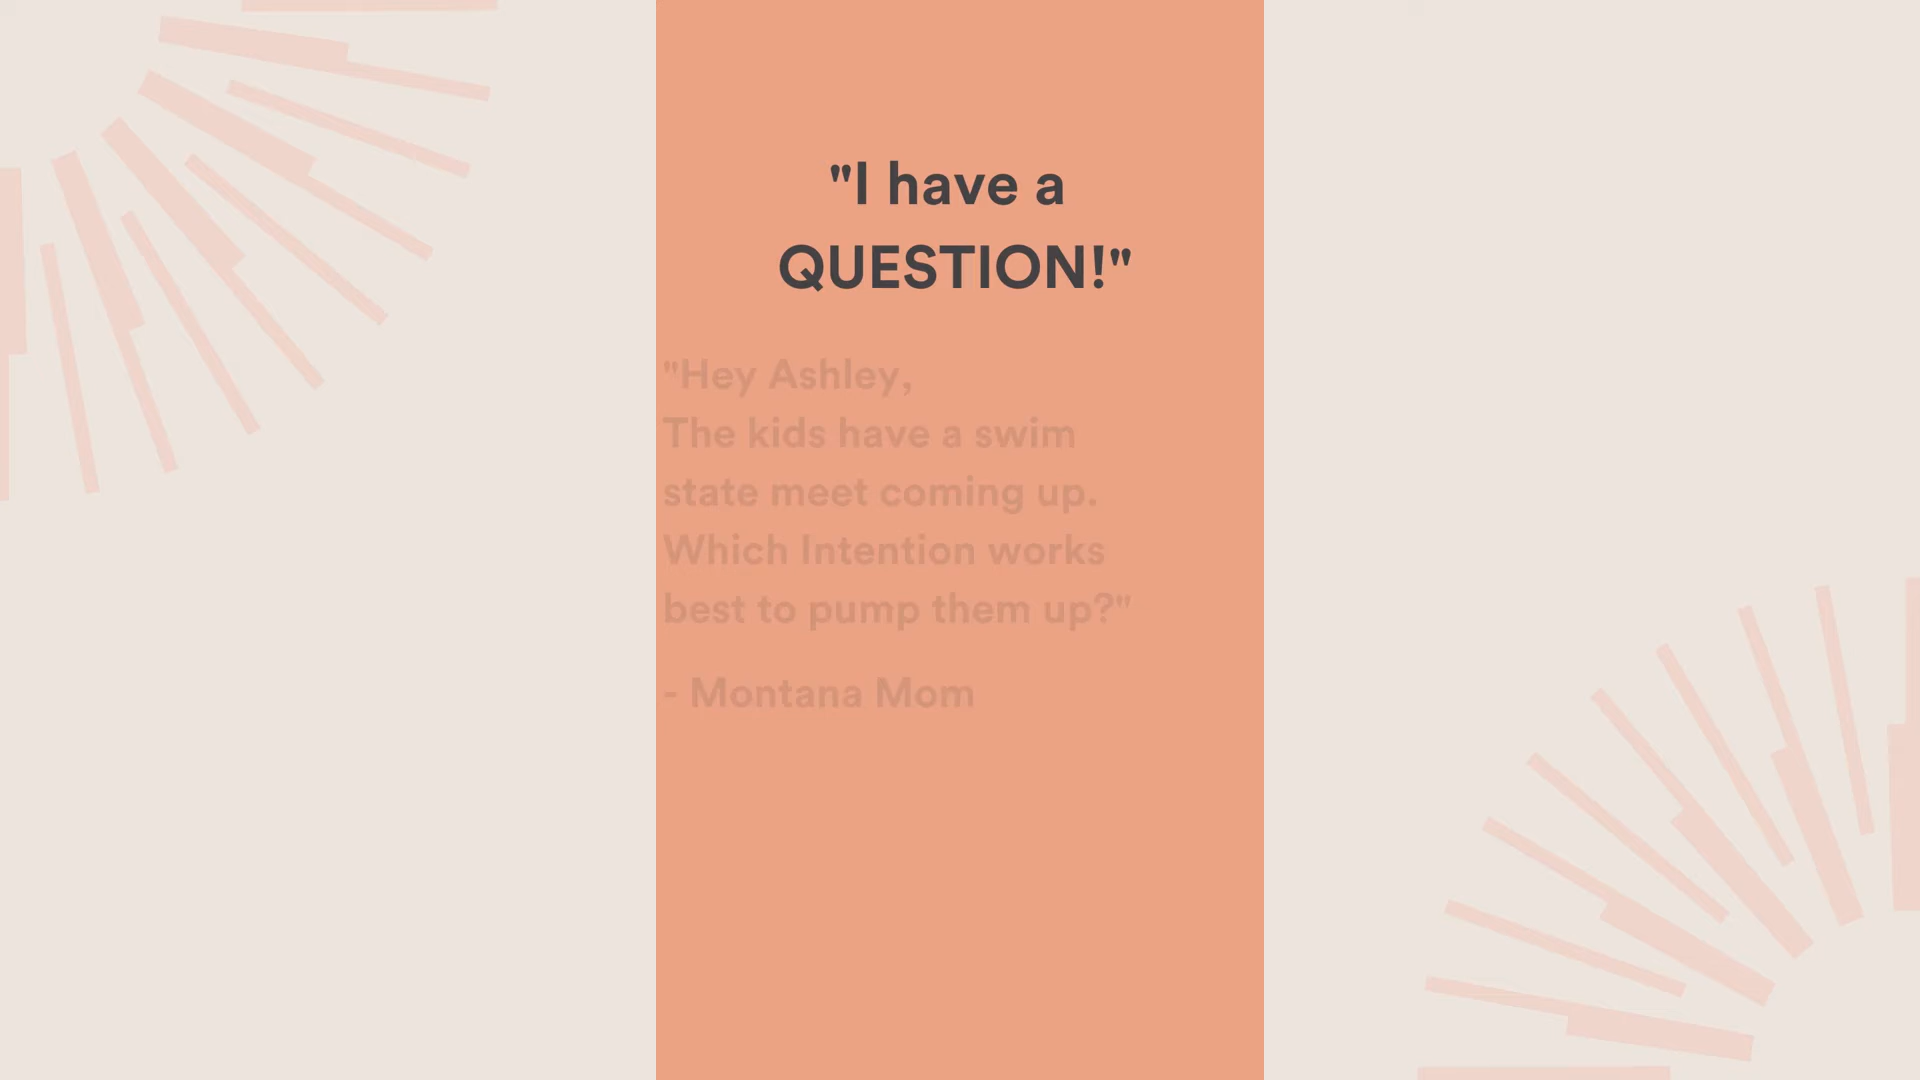 "I have a
QUESTION!"
"Hey Ashley,
The kids have a swim
state meet coming up.
Which Intention works
best to pump them up?"
- Montana Mom